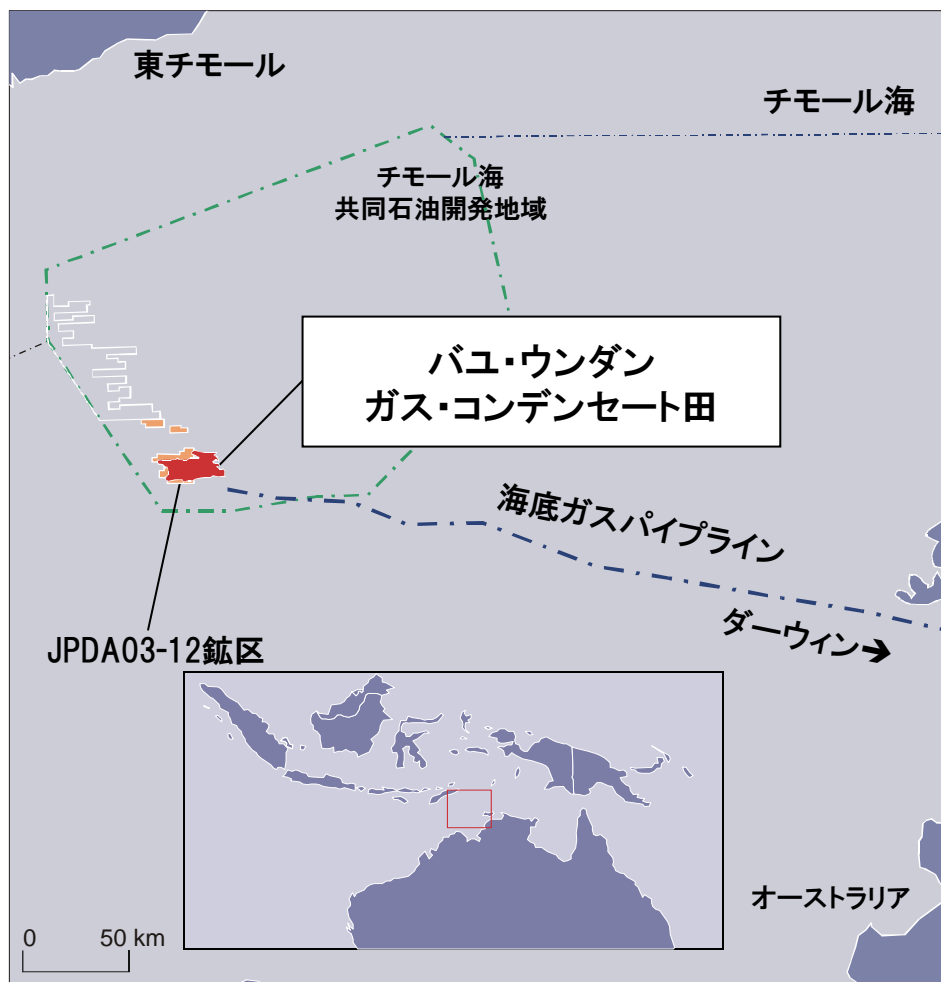 東チモール
チモール海
チモール海
共同石油開発地域
バユ・ウンダン
ガス・コンデンセート田
海底ガスパイプライン
ダーウィン→
JPDA03-12鉱区
オーストラリア
0 50 km